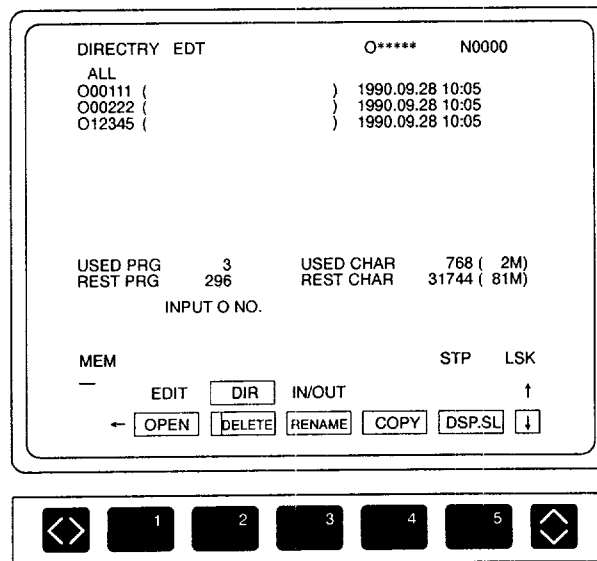 DIRECTRY EDT O***** N0000
ALL
O00111 ( ) 1990.09.28 10:05
O00222 ( ) 1990.09.28 10:05
O12345 ( ) 1990.09.28 10:05
USED PRG 3 USED CHAR 768 ( 2M)
REST PRG 296 REST CHAR 31744 ( 81M)
INPUT O NO.
MEM STP LSK
EDIT DIR IN/OUT ↑
← OPEN DELETE RENAME COPY DSP.SL ↓
1 2 3 4 5